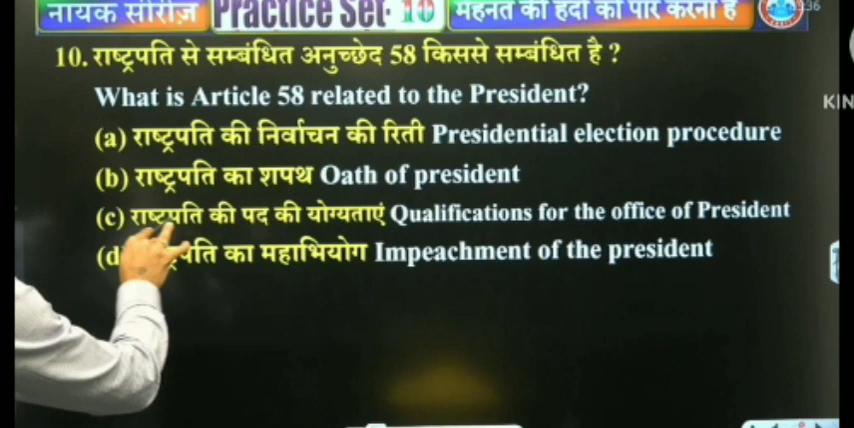 नायक सीरीज़ Practice Set- 10 मेहनत की हदों को पार करना है
10. राष्ट्रपति से सम्बंधित अनुच्छेद 58 किससे सम्बंधित है ?
What is Article 58 related to the President?
KIN
(a) राष्ट्रपति की निर्वाचन की रिती Presidential election procedure
(b) राष्ट्रपति का शपथ Oath of president
(c) राष्ट्रपति की पद की योग्यताएं Qualifications for the office of President
(d का महाभियोग Impeachment of the president